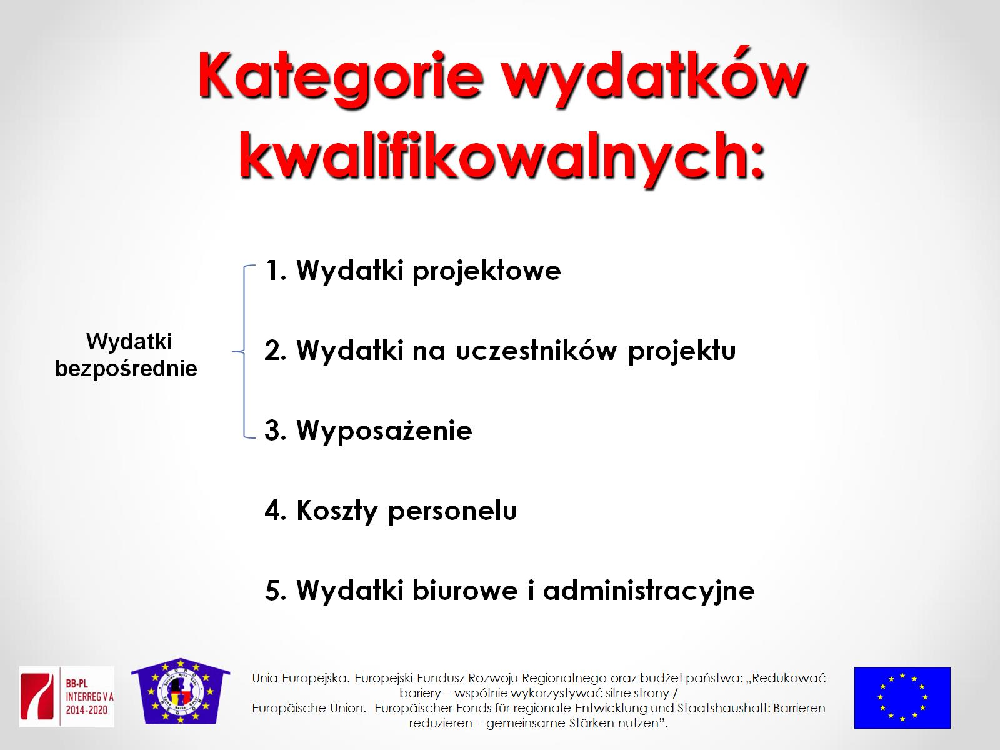 Kategorie wydatków
kwalifikowalnych:
1. Wydatki projektowe
Wydatki
bezpośrednie
2. Wydatki na uczestników projektu
3. Wyposażenie
4. Koszty personelu
5. Wydatki biurowe i administracyjne
BB-PL
INTERREG V A
2014-2020
EURO
REGION
Unia Europejska. Europejski Fundusz Rozwoju Regionalnego oraz budżet państwa: „Redukować
bariery – wspólnie wykorzystywać silne strony /
Europäische Union. Europäischer Fonds für regionale Entwicklung und Staatshaushalt: Barrieren
reduzieren – gemeinsame Stärken nutzen”.